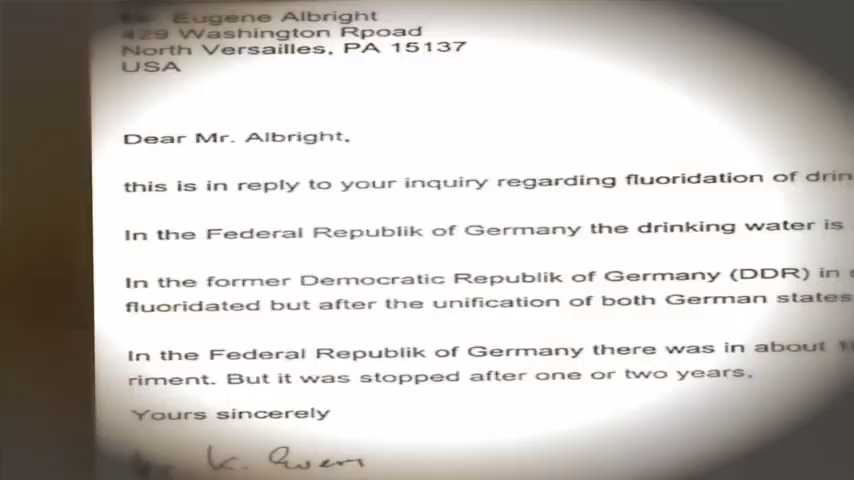 Mr. Eugene Albright
429 Washington Rpoad
North Versailles, PA 15137
USA
Dear Mr. Albright,
this is in reply to your inquiry regarding fluoridation of
In the Federal Republik of Germany the drinking water is
In the former Democratic Republik of Germany (DDR) in
fluoridated but after the unification of both German states
In the Federal Republik of Germany there was in about
riment. But it was stopped after one or two years.
Yours sincerely
K.